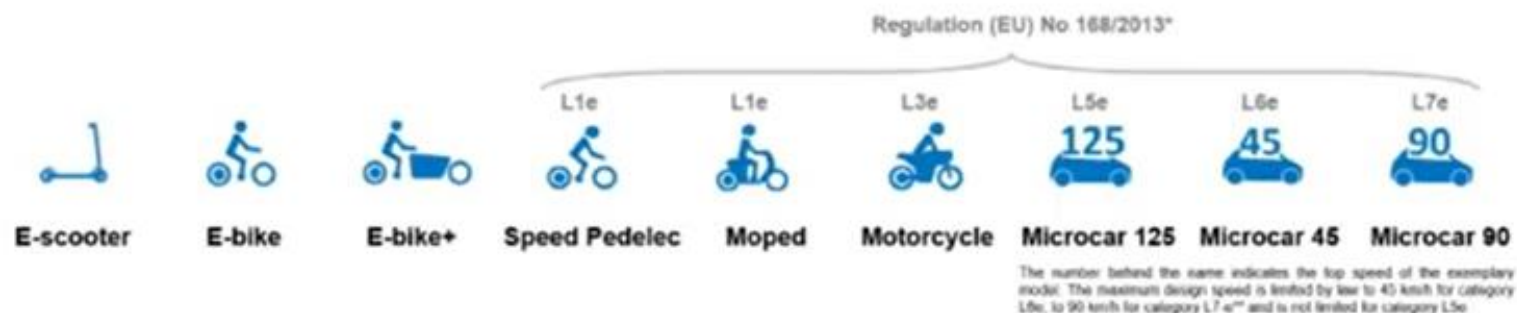 Regulation (EU) No 168/2013*
L1e L1e L3e L5e L6e L7e
125 45 90
E-scooter E-bike E-bike+ Speed Pedelec Moped Motorcycle Microcar 125 Microcar 45 Microcar 90
The number behind the name indicates the top speed of the exemplary
model. The maximum design speed is limited by law to 45 km/h for category
L6e, to 90 km/h for category L7-e** and is not limited for category L5e